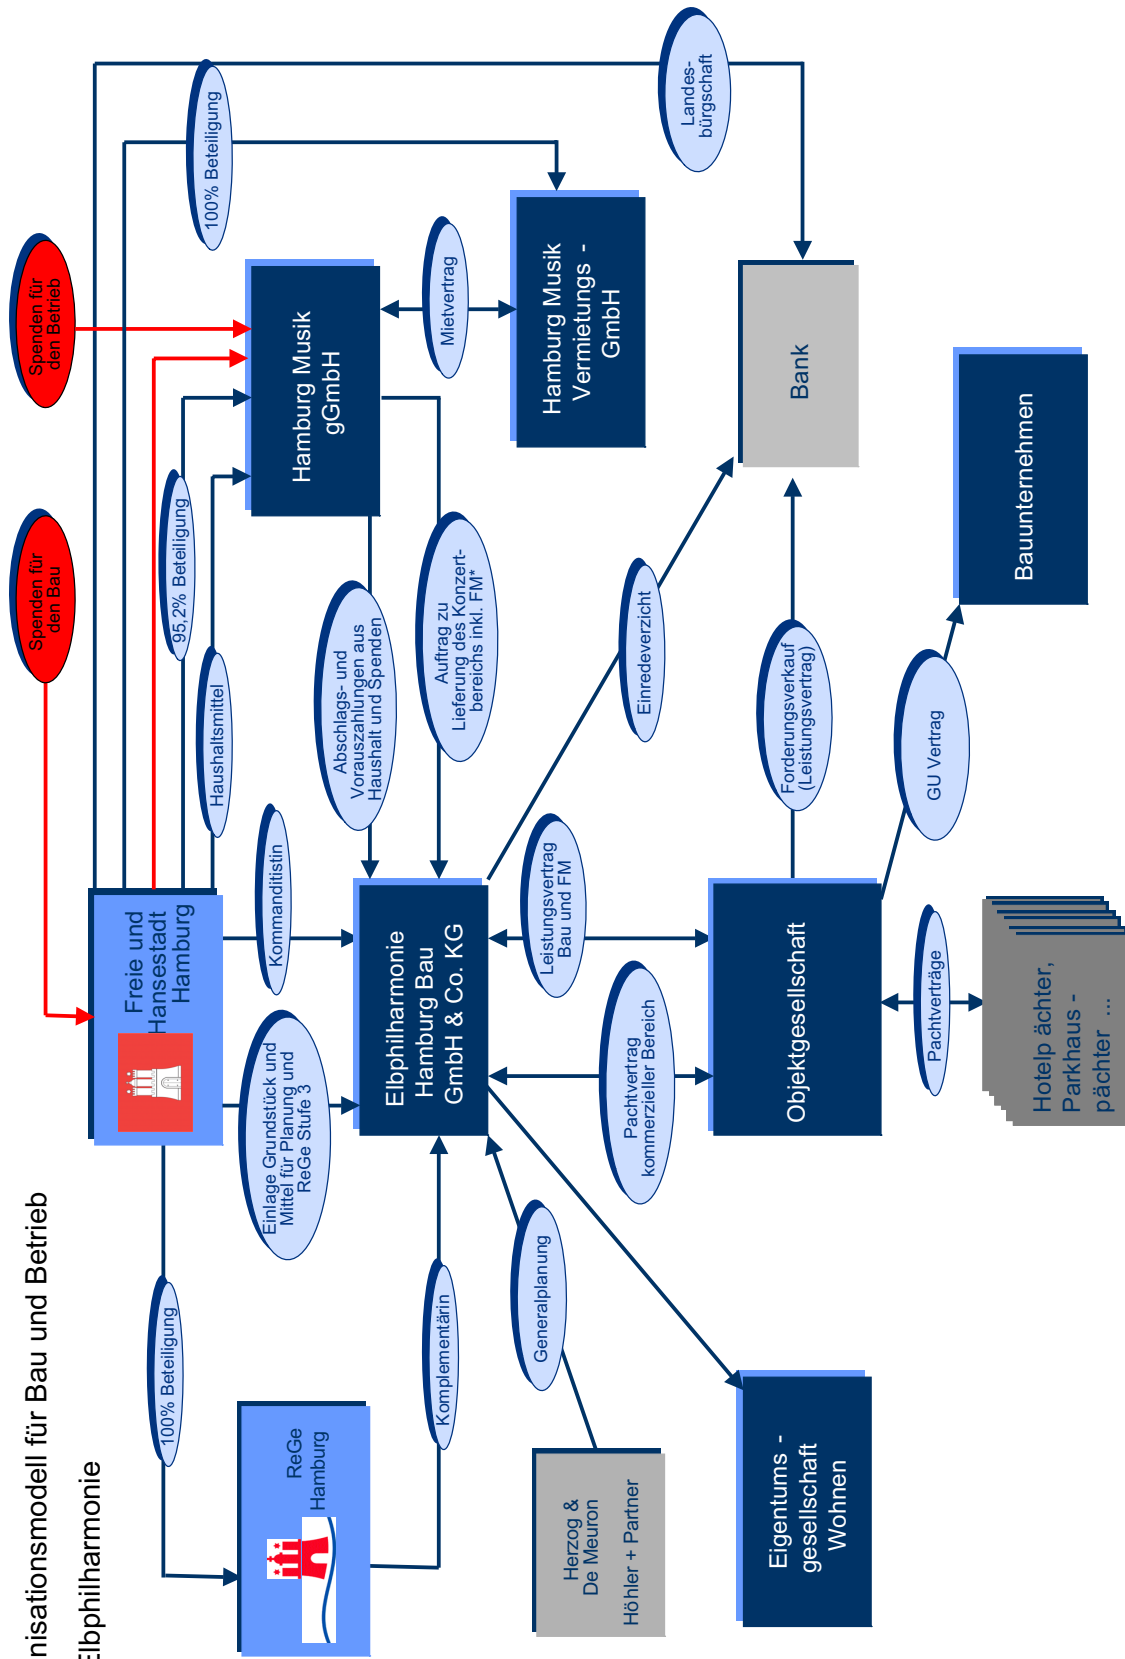 nisationsmodell für Bau und Betrieb
Elbphilharmonie
Spenden für
den Bau
Spenden für
den Betrieb
100% Beteiligung
Freie und
Hansestadt
Hamburg
Haushaltsmittel
95,2% Beteiligung
100% Beteiligung
Landes-
bürgschaft
ReGe
Hamburg
Einlage Grundstück und
Mittel für Planung und
ReGe Stufe 3
Kommanditistin
Hamburg Musik
gGmbH
Abschlags- und
Vorauszahlungen aus
Haushalt und Spenden
Mietvertrag
Komplementärin
Elbphilharmonie
Hamburg Bau
GmbH & Co. KG
Auftrag zu
Lieferung des Konzert-
bereichs inkl. FM*
Hamburg Musik
Vermietungs -
GmbH
Generalplanung
Herzog &
De Meuron
Höhler + Partner
Leistungsvertrag
Bau und FM
Pachtvertrag
kommerzieller Bereich
Einredeverzicht
Bank
Eigentums -
gesellschaft
Wohnen
Objektgesellschaft
Forderungsverkauf
(Leistungsvertrag)
Pachtverträge
GU Vertrag
Bauunternehmen
Hotelp ächter,
Parkhaus -
pächter ...